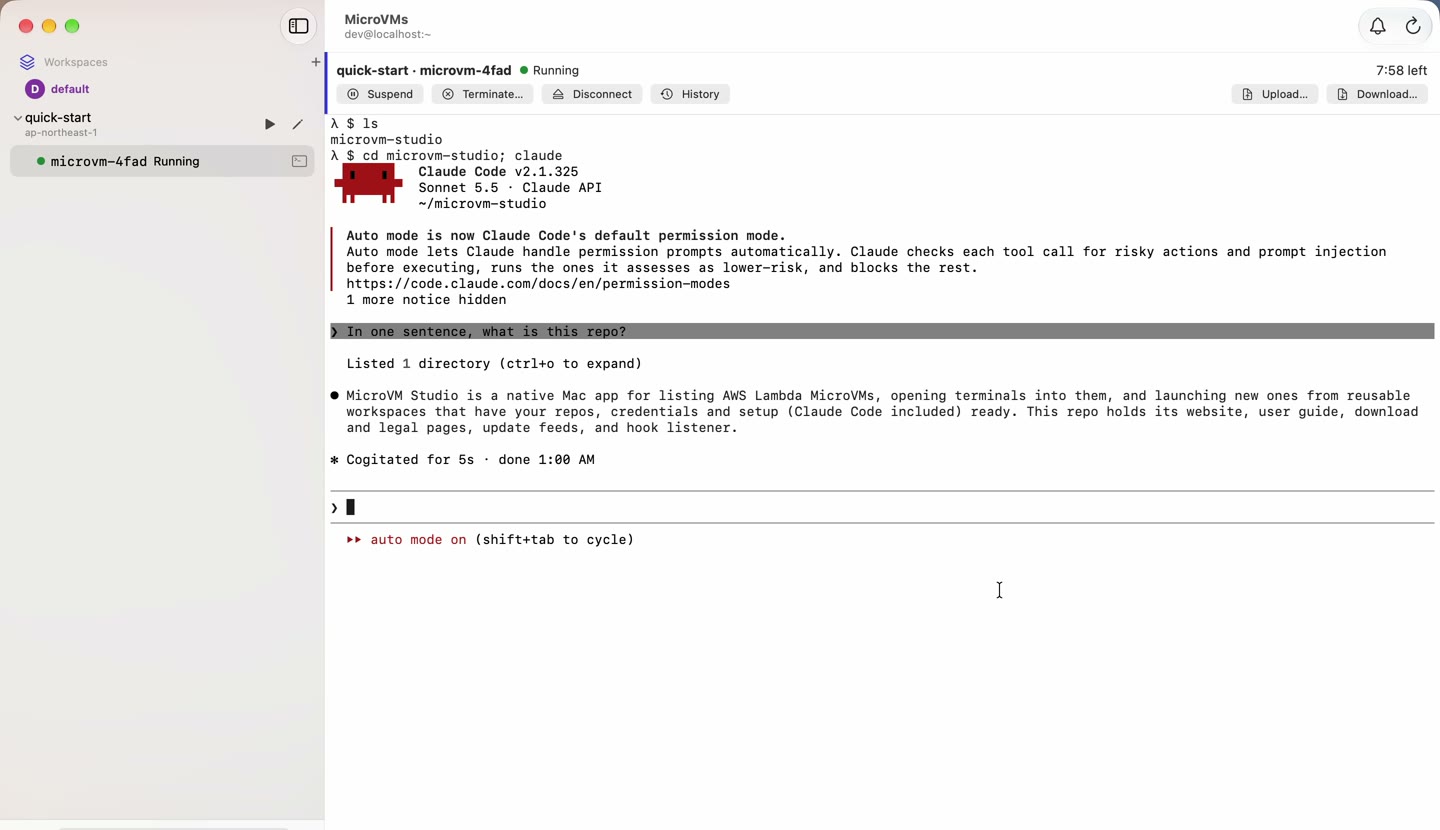 MicroVMs
dev@localhost:~
Workspaces
+
D default
quick-start
ap-northeast-1
microvm-4fad Running
quick-start · microvm-4fad ● Running
7:58 left
Suspend
Terminate...
Disconnect
History
Upload...
Download...
λ $ ls
microvm-studio
λ $ cd microvm-studio; claude
Claude Code v2.1.325
Sonnet 5.5 · Claude API
~/microvm-studio
Auto mode is now Claude Code's default permission mode.
Auto mode lets Claude handle permission prompts automatically. Claude checks each tool call for risky actions and prompt injection
before executing, runs the ones it assesses as lower-risk, and blocks the rest.
https://code.claude.com/docs/en/permission-modes
1 more notice hidden
❯ In one sentence, what is this repo?
Listed 1 directory (ctrl+o to expand)
● MicroVM Studio is a native Mac app for listing AWS Lambda MicroVMs, opening terminals into them, and launching new ones from reusable
workspaces that have your repos, credentials and setup (Claude Code included) ready. This repo holds its website, user guide, download
and legal pages, update feeds, and hook listener.
✻ Cogitated for 5s · done 1:00 AM
❯
⏵⏵ auto mode on (shift+tab to cycle)